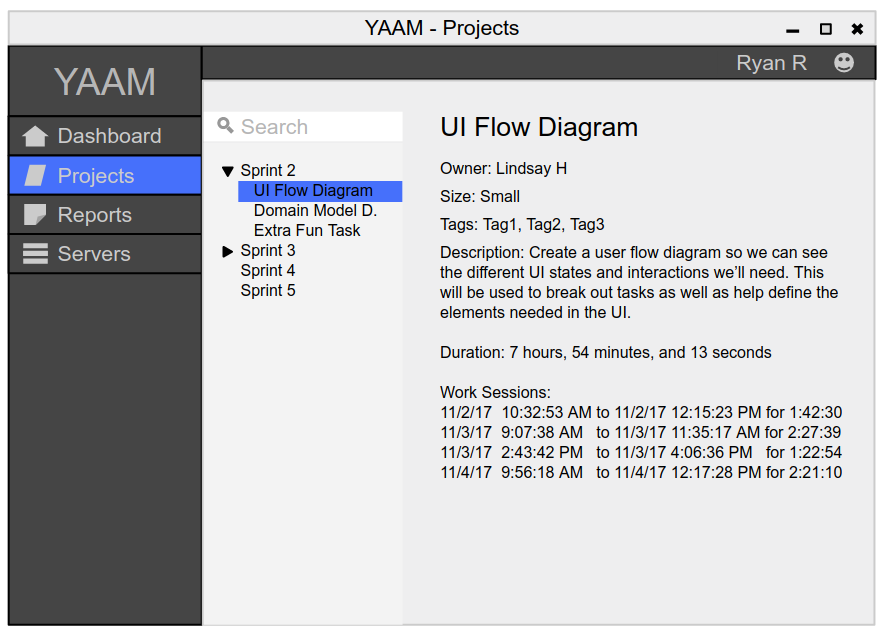 YAAM - Projects
YAAM
Ryan R
Dashboard
Projects
Reports
Servers
Search
Sprint 2
UI Flow Diagram
Domain Model D.
Extra Fun Task
Sprint 3
Sprint 4
Sprint 5
UI Flow Diagram
Owner: Lindsay H
Size: Small
Tags: Tag1, Tag2, Tag3
Description: Create a user flow diagram so we can see
the different UI states and interactions we’ll need. This
will be used to break out tasks as well as help define the
elements needed in the UI.
Duration: 7 hours, 54 minutes, and 13 seconds
Work Sessions:
11/2/17 10:32:53 AM to 11/2/17 12:15:23 PM for 1:42:30
11/3/17 9:07:38 AM to 11/3/17 11:35:17 AM for 2:27:39
11/3/17 2:43:42 PM to 11/3/17 4:06:36 PM for 1:22:54
11/4/17 9:56:18 AM to 11/4/17 12:17:28 PM for 2:21:10